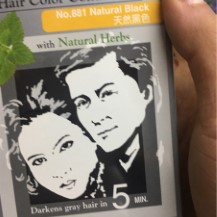 Hair Color
No.881 Natural Black
天然黑色
with Natural Herbs
Darkens gray hair in 5 MIN.